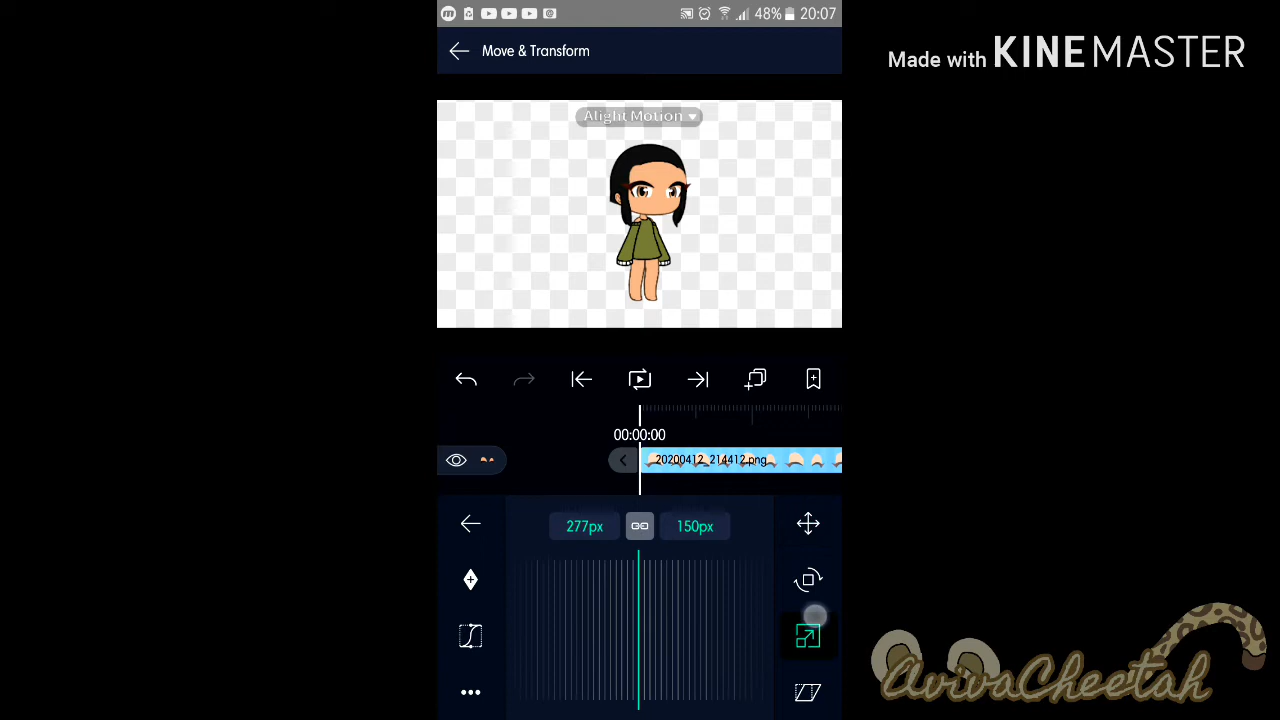 48% 20:07
Move & Transform
Made with KINEMASTER
Alight Motion
00:00:00
20200412_214412.png
277px
150px
AvivaCheetah